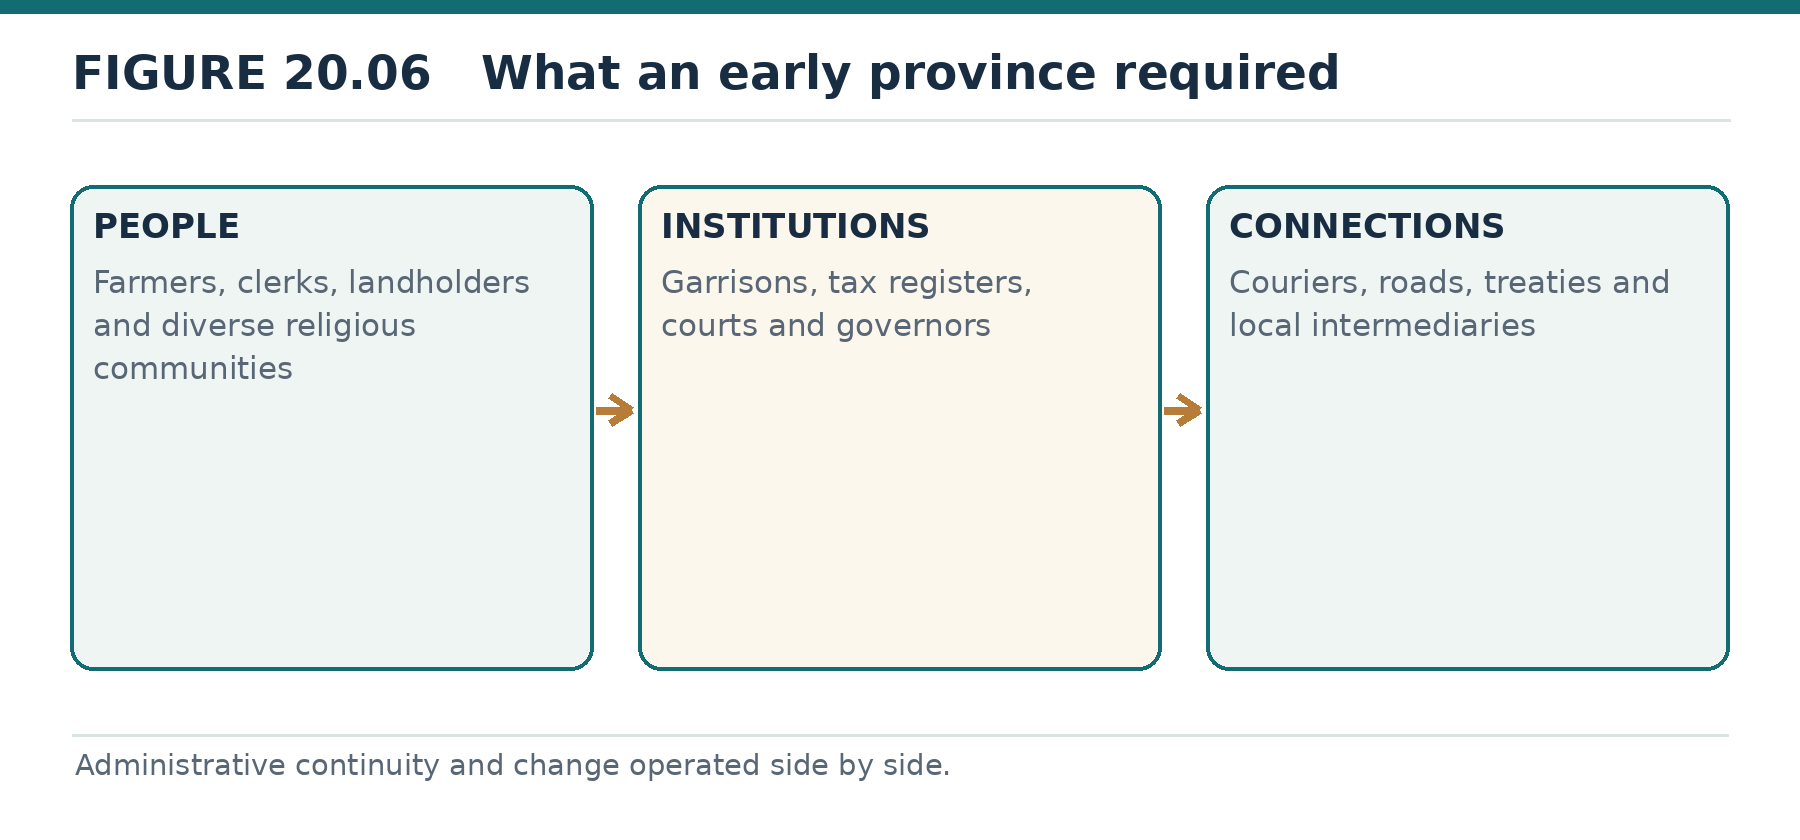 FIGURE 20.06 What an early province required
PEOPLE
Farmers, clerks, landholders
and diverse religious
communities
INSTITUTIONS
Garrisons, tax registers,
courts and governors
CONNECTIONS
Couriers, roads, treaties and
local intermediaries
Administrative continuity and change operated side by side.